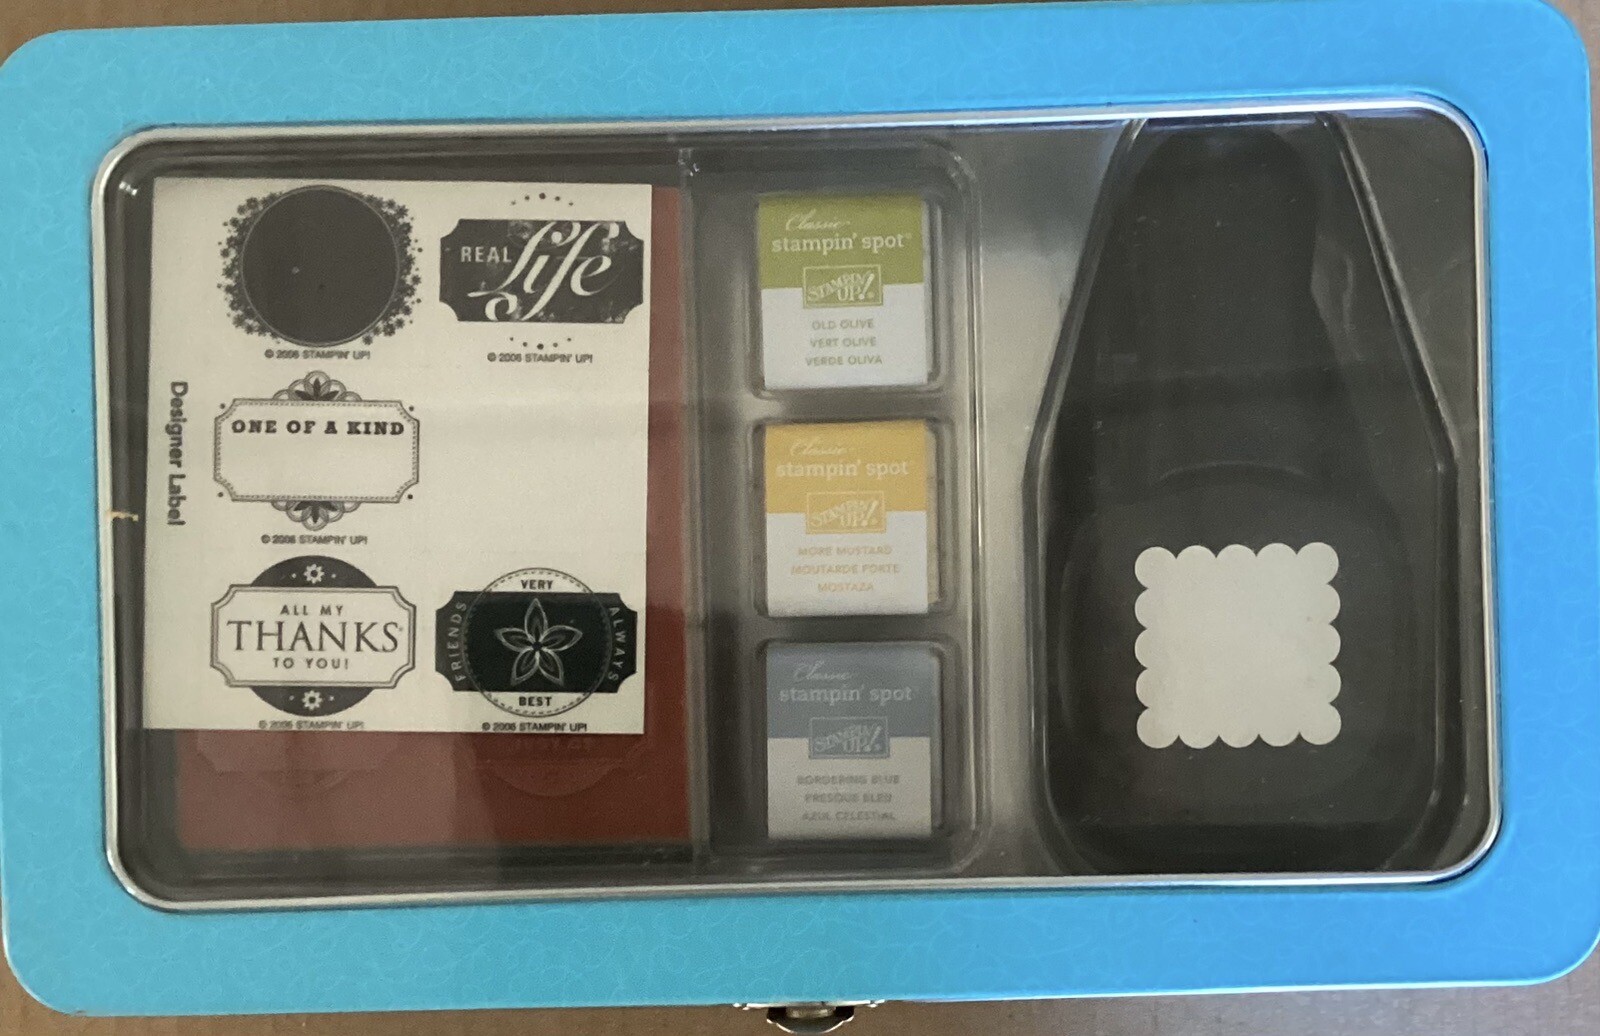 © 2006 STAMPIN' UP!
REAL life
© 2006 STAMPIN' UP!
Designer Label
ONE OF A KIND
© 2006 STAMPIN' UP!
ALL MY
THANKS
TO YOU!
© 2006 STAMPIN' UP!
VERY
FRIENDS
ALWAYS
BEST
© 2006 STAMPIN' UP!
Classic
stampin' spot®
STAMPIN' UP!®
OLD OLIVE
VERT OLIVE
VERDE OLIVA
Classic
stampin' spot
STAMPIN' UP!®
MORE MUSTARD
MOUTARDE FORTE
MOSTAZA
Classic
stampin' spot
STAMPIN' UP!®
BORDERING BLUE
PRESQUE BLEU
AZUL CELESTIAL